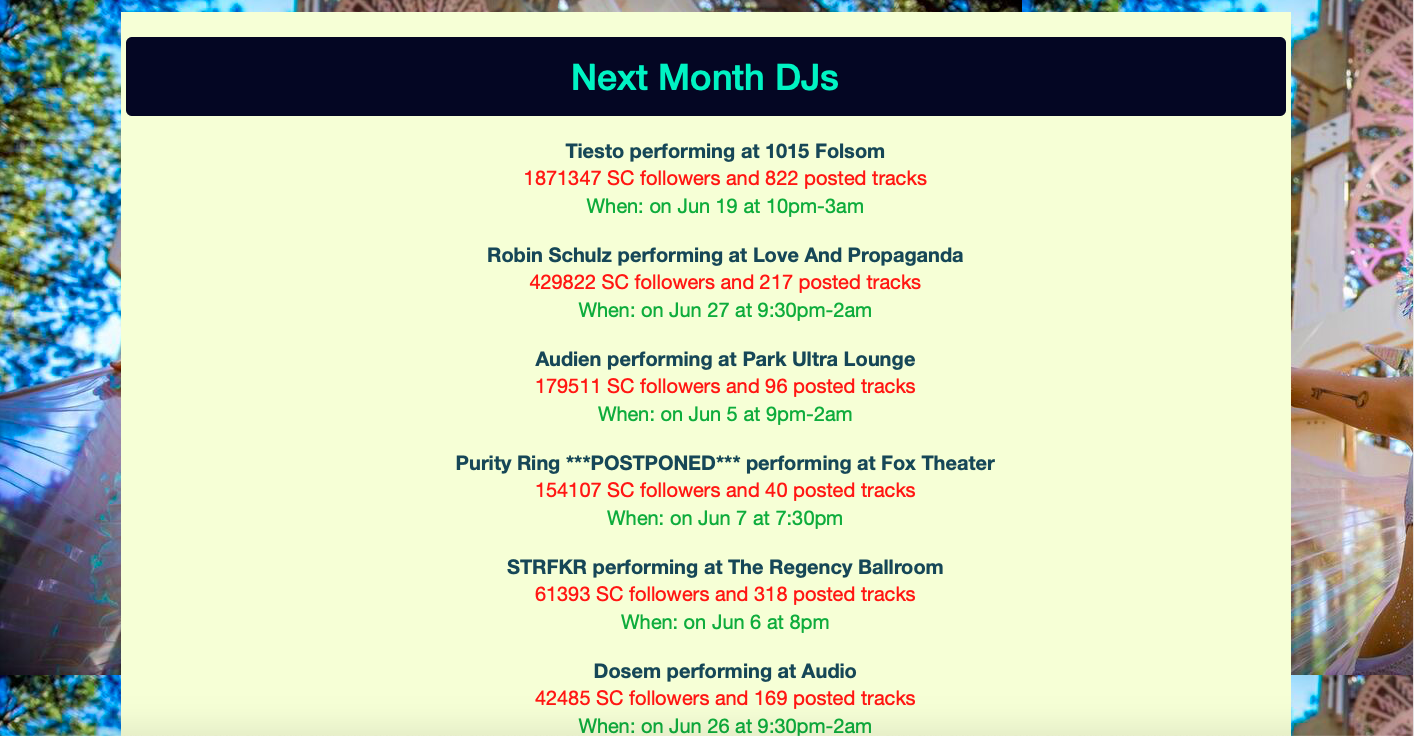 Next Month DJs
Tiesto performing at 1015 Folsom
1871347 SC followers and 822 posted tracks
When: on Jun 19 at 10pm-3am
Robin Schulz performing at Love And Propaganda
429822 SC followers and 217 posted tracks
When: on Jun 27 at 9:30pm-2am
Audien performing at Park Ultra Lounge
179511 SC followers and 96 posted tracks
When: on Jun 5 at 9pm-2am
Purity Ring ***POSTPONED*** performing at Fox Theater
154107 SC followers and 40 posted tracks
When: on Jun 7 at 7:30pm
STRFKR performing at The Regency Ballroom
61393 SC followers and 318 posted tracks
When: on Jun 6 at 8pm
Dosem performing at Audio
42485 SC followers and 169 posted tracks
When: on Jun 26 at 9:30pm-2am